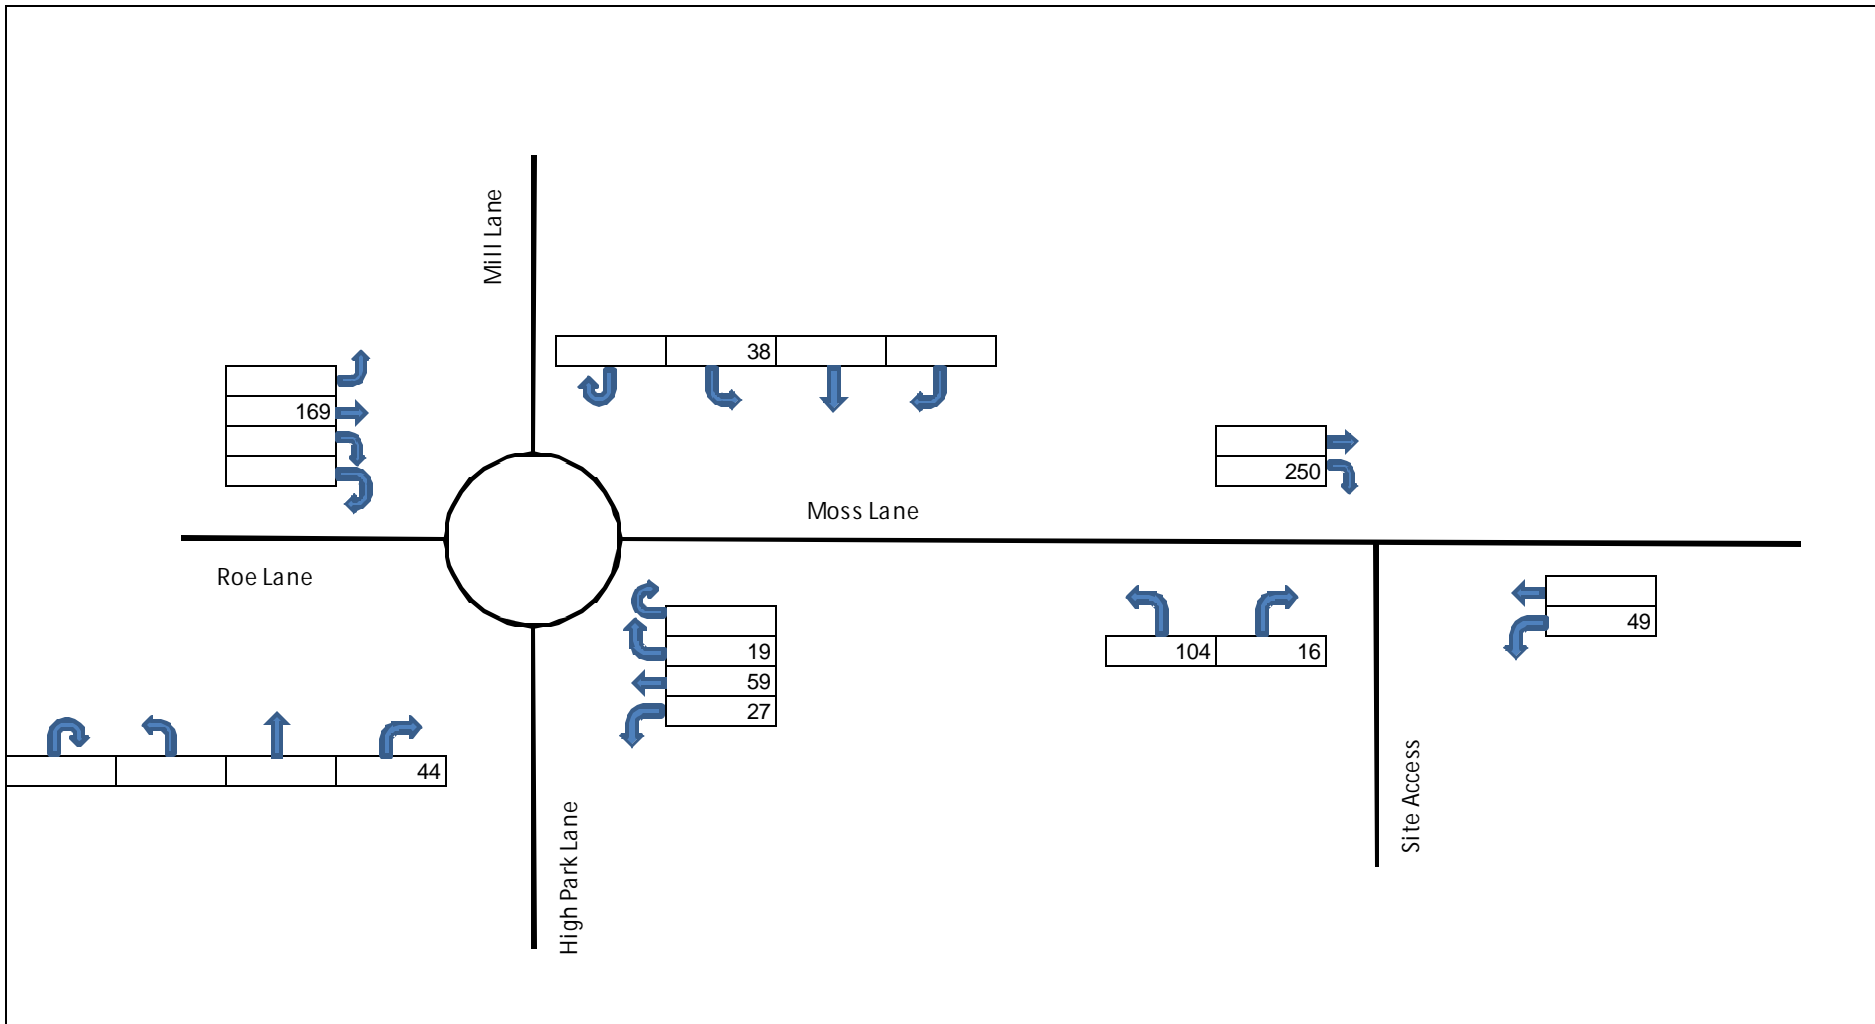 Mill Lane
38
169
250
Moss Lane
Roe Lane
49
19
104 16
59
27
44
Site Access
High Park Lane